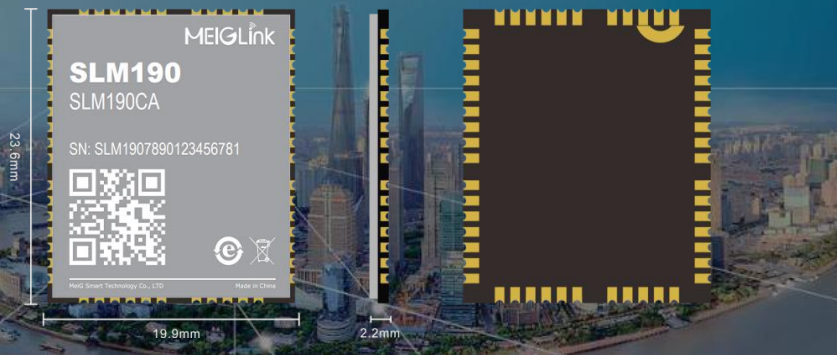 MEIGLink
SLM190
SLM190CA
SN: SLM1907890123456781
MeiG Smart Technology Co., LTD
Made in China
23.6mm
19.9mm
2.2mm